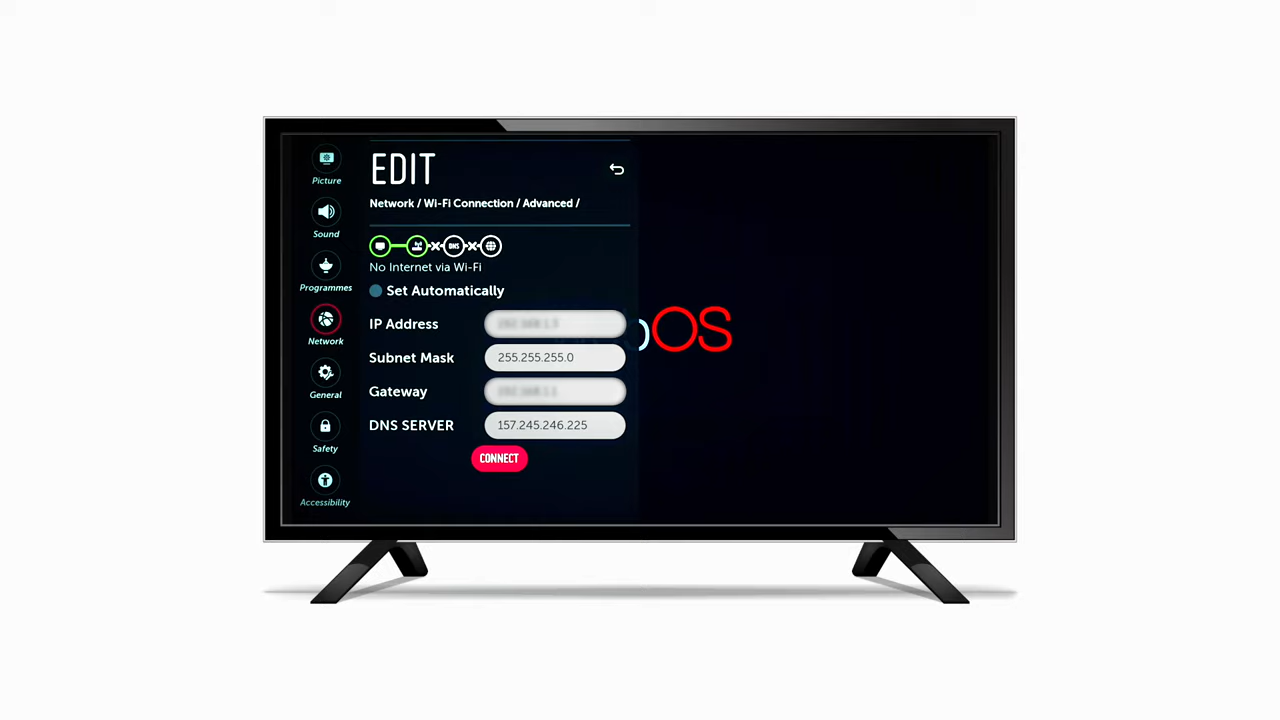 Picture
Sound
Programmes
Network
General
Safety
Accessibility
EDIT
Network / Wi-Fi Connection / Advanced /
DNS
No Internet via Wi-Fi
Set Automatically
IP Address
Subnet Mask 255.255.255.0
Gateway
DNS SERVER 157.245.246.225
CONNECT
OS